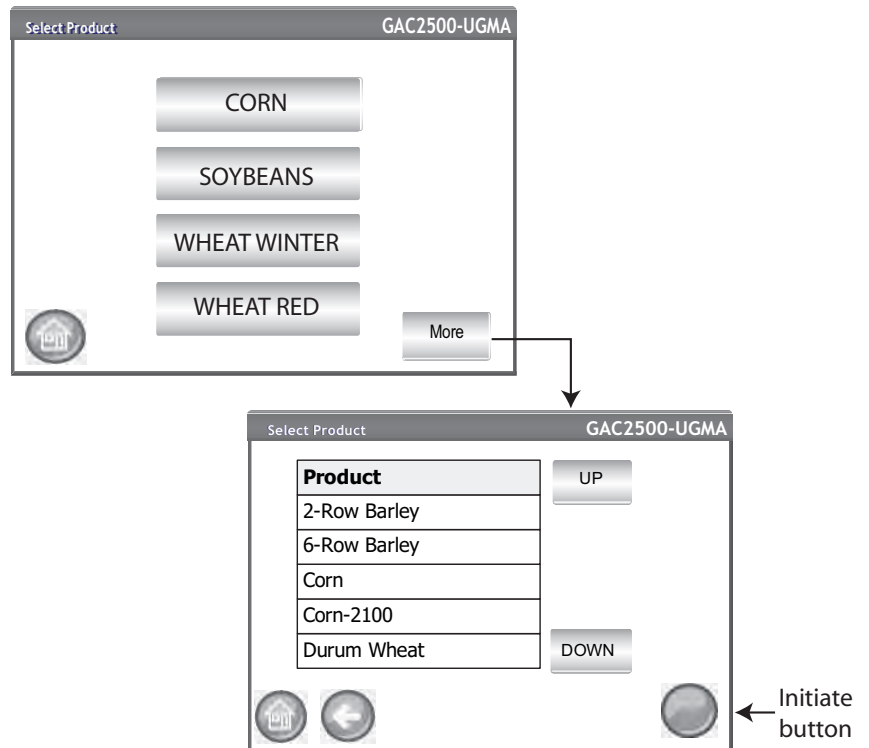 Select Product GAC2500-UGMA
CORN
SOYBEANS
WHEAT WINTER
WHEAT RED
More
Select Product GAC2500-UGMA
Product
UP
2-Row Barley
6-Row Barley
Corn
Corn-2100
Durum Wheat
DOWN
Initiate
button